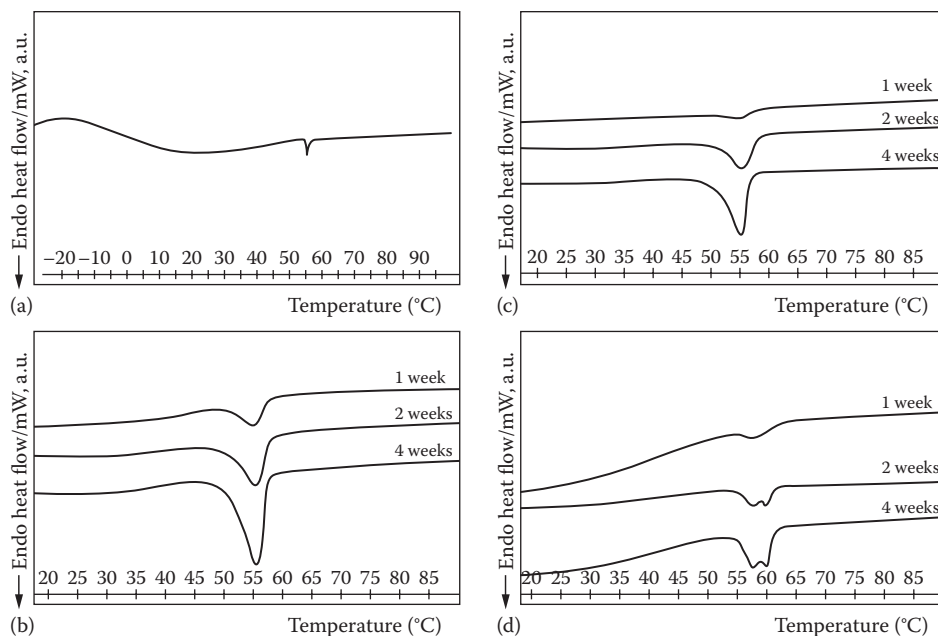 Endo heat flow/mW, a.u.
−20 −10 0 10 20 30 40 50 60 70 80 90
(a)
Temperature (°C)
Endo heat flow/mW, a.u.
1 week
2 weeks
4 weeks
20 25 30 35 40 45 50 55 60 65 70 75 80 85
(c)
Temperature (°C)
Endo heat flow/mW, a.u.
1 week
2 weeks
4 weeks
20 25 30 35 40 45 50 55 60 65 70 75 80 85
(b)
Temperature (°C)
Endo heat flow/mW, a.u.
1 week
2 weeks
4 weeks
20 25 30 35 40 45 50 55 60 65 70 75 80 85
(d)
Temperature (°C)